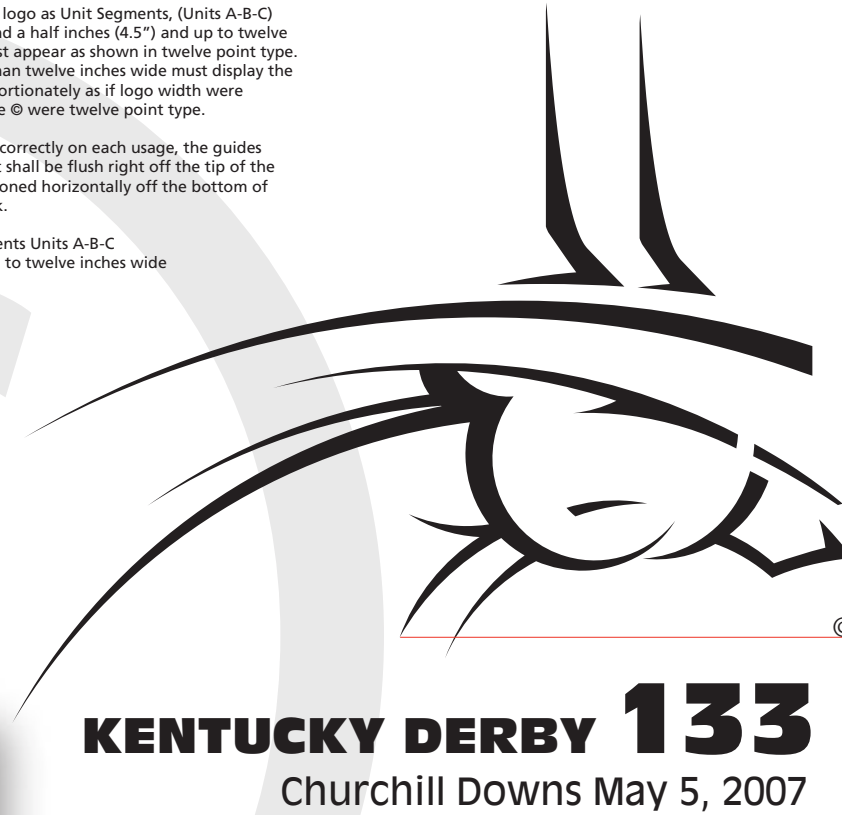 logo as Unit Segments, (Units A-B-C)
nd a half inches (4.5”) and up to twelve
st appear as shown in twelve point type.
han twelve inches wide must display the
ortionately as if logo width were
e © were twelve point type.
correctly on each usage, the guides
t shall be flush right off the tip of the
oned horizontally off the bottom of
k.
ents Units A-B-C
to twelve inches wide
©
KENTUCKY DERBY 133
Churchill Downs May 5, 2007